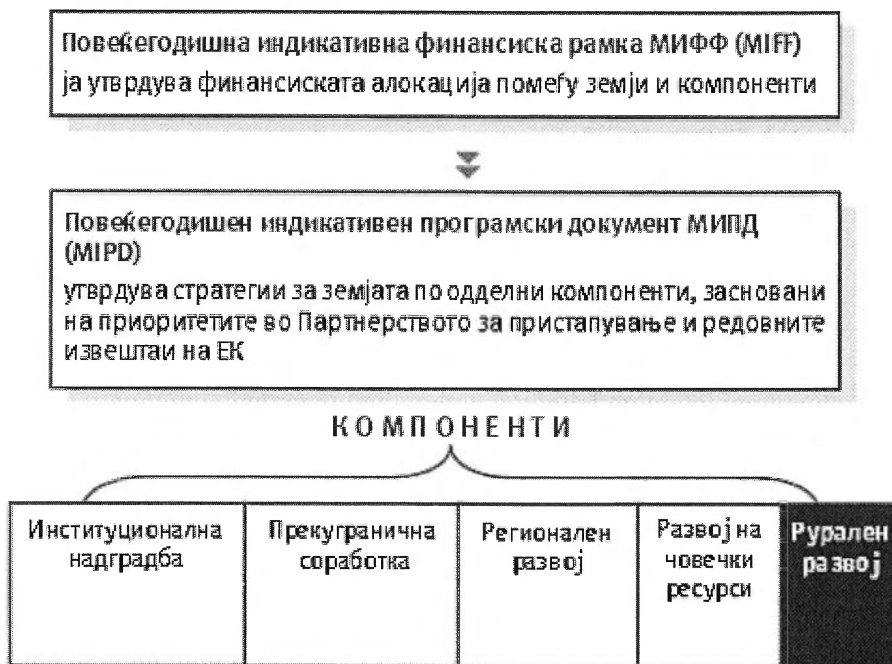 Повеќегодишна индикативна финансиска рамка МИФФ (MIFF)
ја утврдува финансиската алокација помеѓу земји и компоненти
Повеќегодишен индикативен програмски документ МИПД
(MIPD)
утврдува стратегии за земјата по одделни компоненти, засновани
на приоритетите во Партнерството за пристапување и редовните
извештаи на ЕК
КОМПОНЕНТИ
Институционална
надградба
Прекугранична
соработка
Регионален
развој
Развој на
човечки
ресурси
Рурален
развој